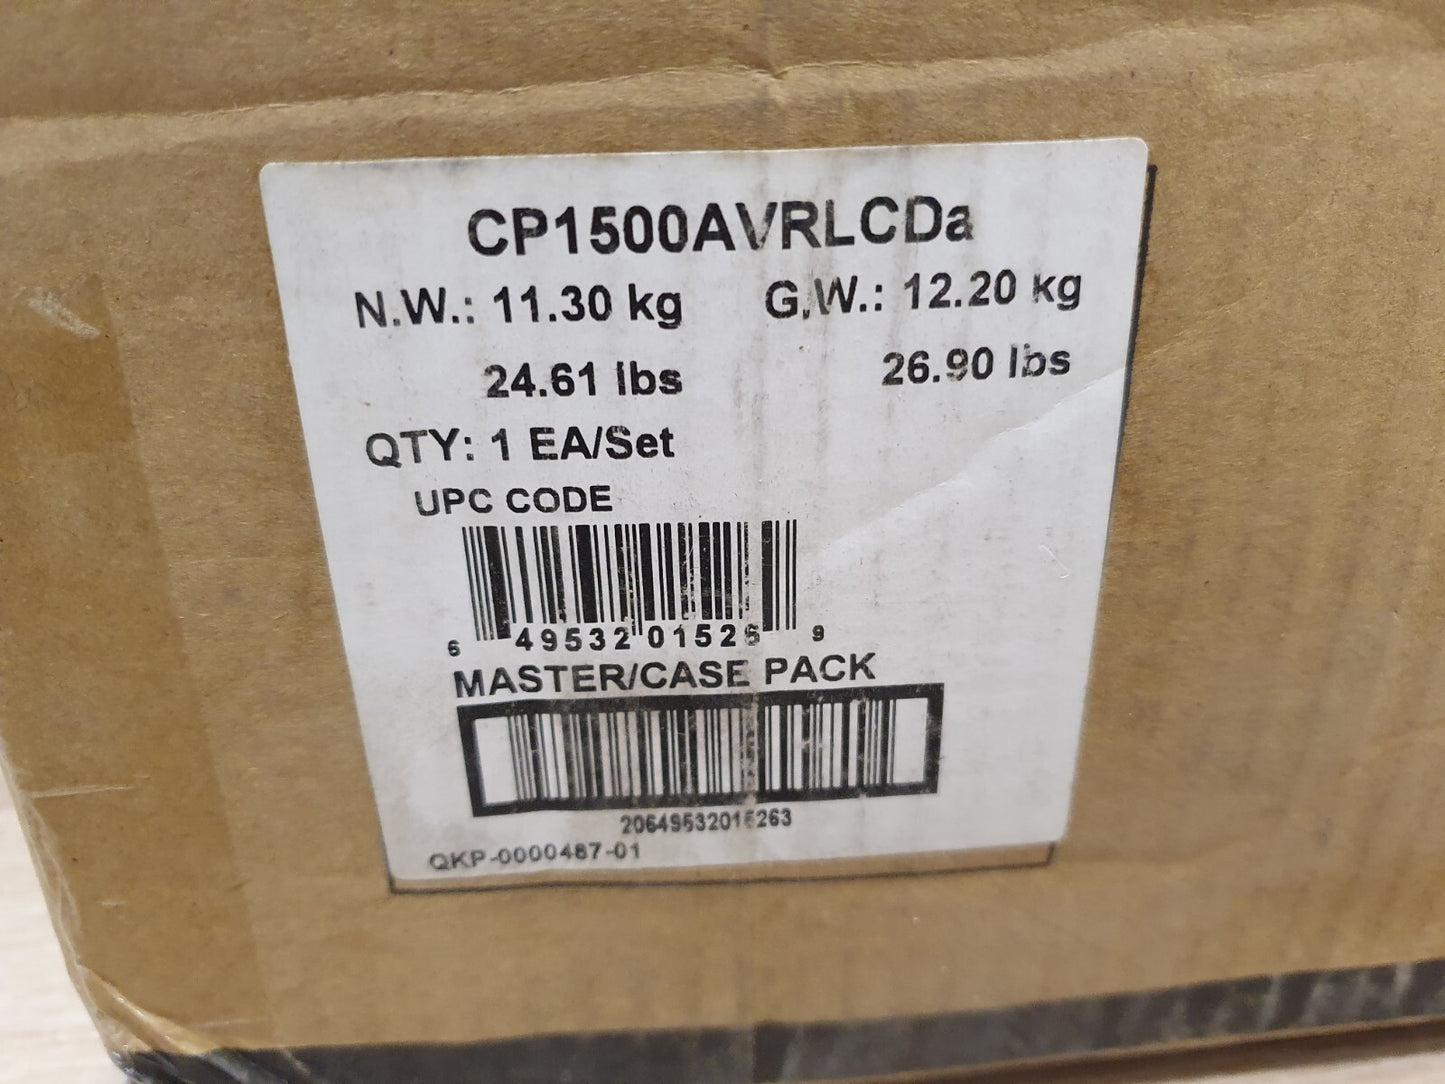 CP1500AVRLCDa
N.W.: 11.30 kg G.W.: 12.20 kg
24.61 lbs 26.90 lbs
QTY: 1 EA/Set
UPC CODE
6 49532 01526 9
MASTER/CASE PACK
20649532015263
QKP-0000487-01